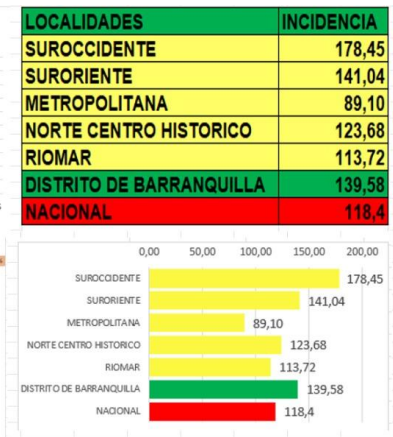 LOCALIDADES INCIDENCIA
SUROCCIDENTE 178,45
SURORIENTE 141,04
METROPOLITANA 89,10
NORTE CENTRO HISTORICO 123,68
RIOMAR 113,72
DISTRITO DE BARRANQUILLA 139,58
NACIONAL 118,4
0,00 50,00 100,00 150,00 200,00
SUROCCIDENTE 178,45
SURORIENTE 141,04
METROPOLITANA 89,10
NORTE CENTRO HISTORICO 123,68
RIOMAR 113,72
DISTRITO DE BARRANQUILLA 139,58
NACIONAL 118,4